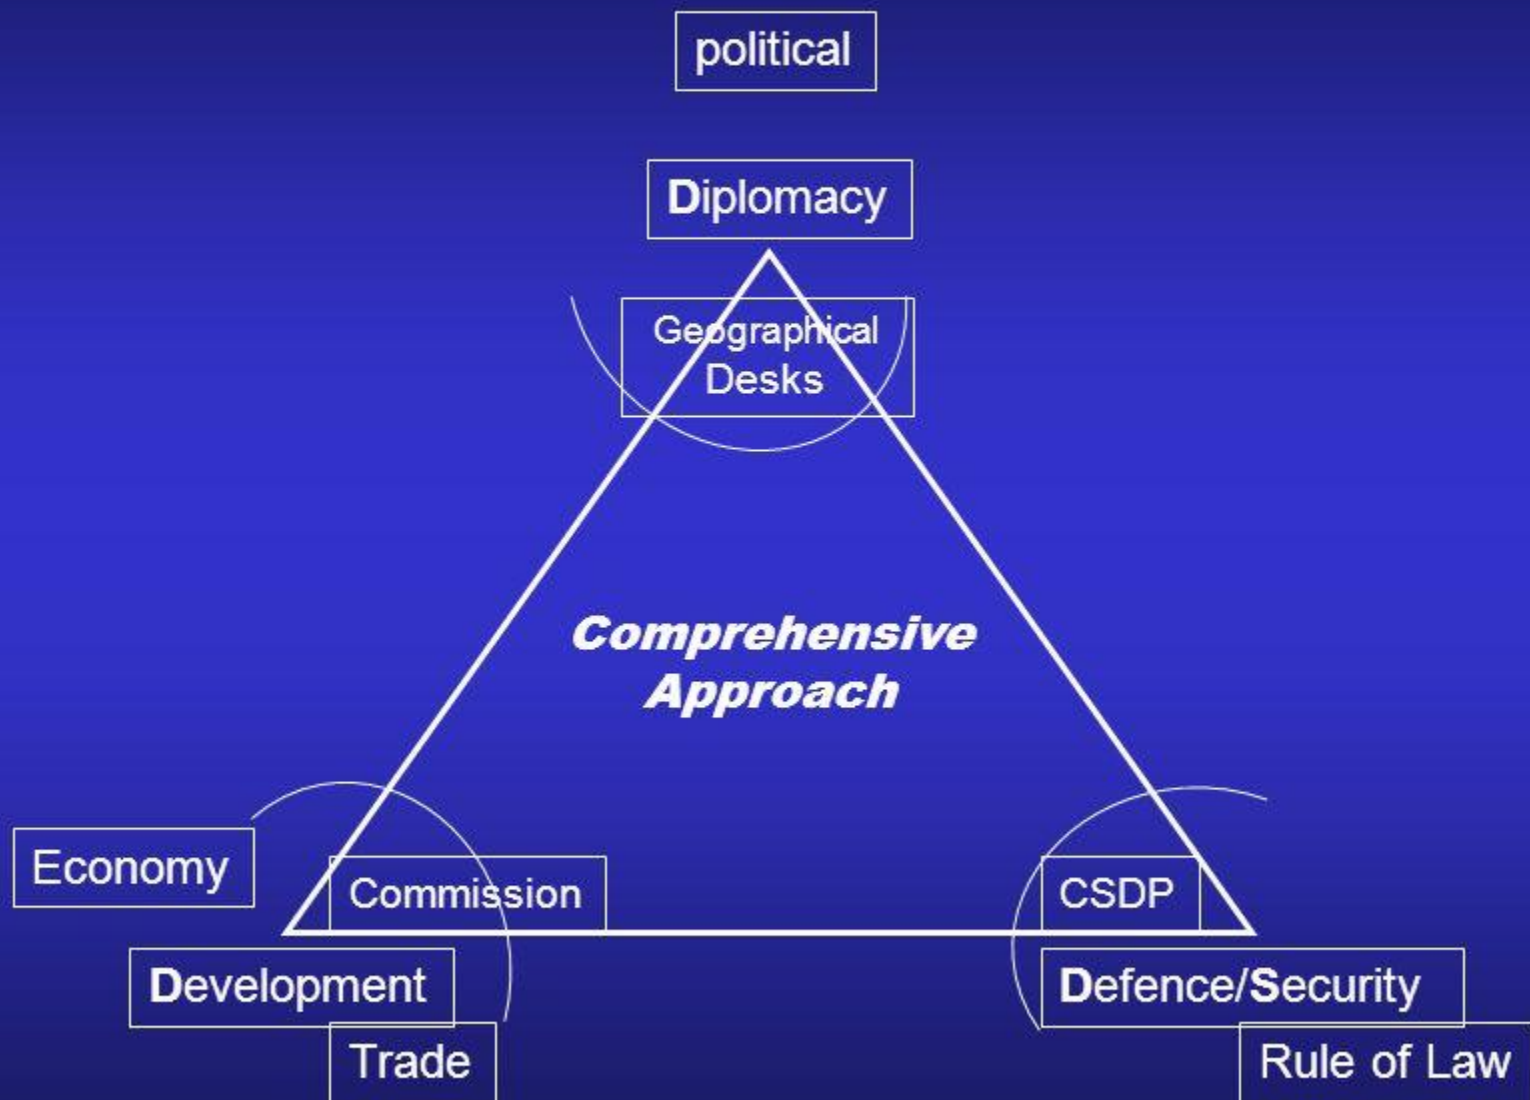 political
Diplomacy
Geographical
Desks
Comprehensive
Approach
Economy
Commission
CSDP
Development
Defence/Security
Trade
Rule of Law